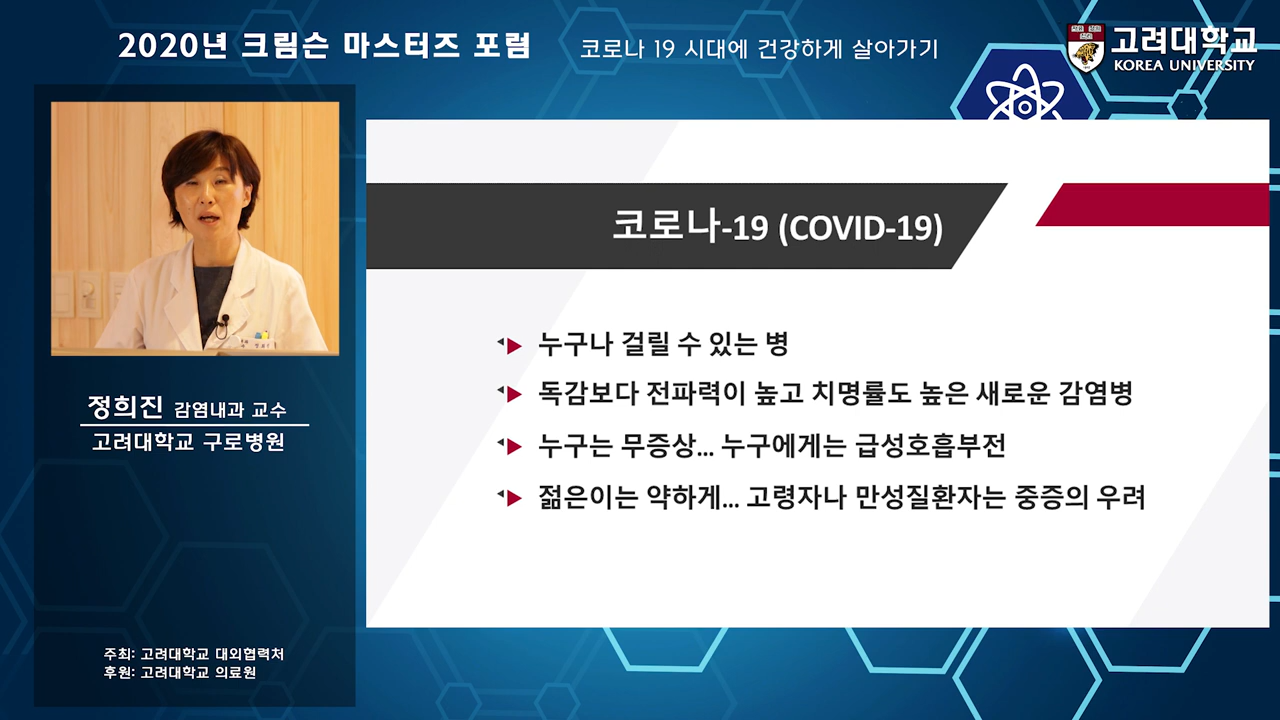 2020년 크림슨 마스터즈 포럼
코로나 19 시대에 건강하게 살아가기
고려대학교
KOREA UNIVERSITY
코로나-19 (COVID-19)
누구나 걸릴 수 있는 병
독감보다 전파력이 높고 치명률도 높은 새로운 감염병
누구는 무증상... 누구에게는 급성호흡부전
젊은이는 약하게... 고령자나 만성질환자는 중증의 우려
정희진 감염내과 교수
고려대학교 구로병원
주최: 고려대학교 대외협력처
후원: 고려대학교 의료원